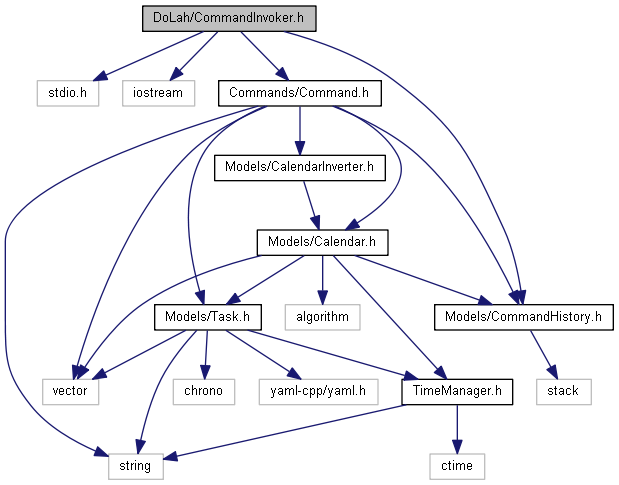 DoLah/CommandInvoker.h
stdio.h
iostream
Commands/Command.h
Models/CalendarInverter.h
Models/Calendar.h
Models/Task.h
algorithm
Models/CommandHistory.h
vector
chrono
yaml-cpp/yaml.h
TimeManager.h
stack
string
ctime